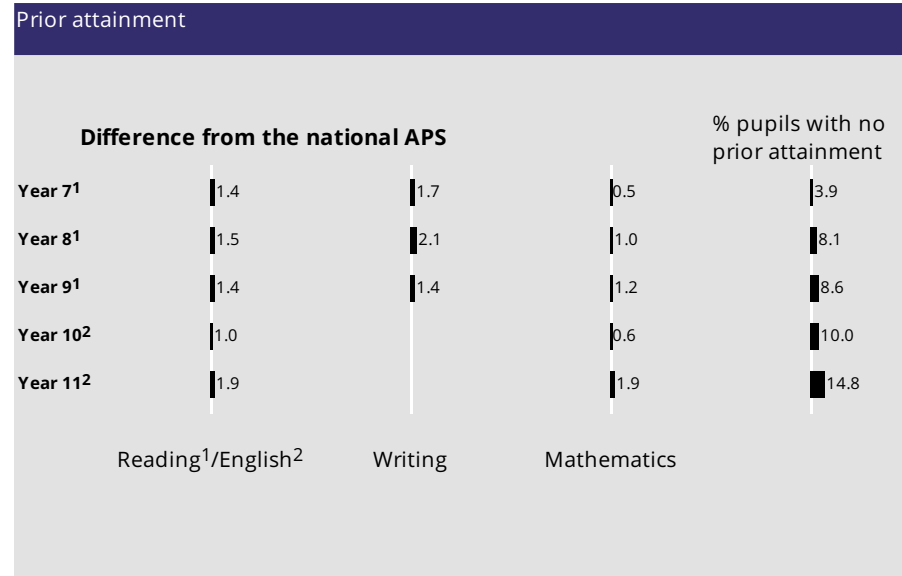 Prior attainment
Difference from the national APS
% pupils with no
prior attainment
Year 7¹ 1.4 1.7 0.5 3.9
Year 8¹ 1.5 2.1 1.0 8.1
Year 9¹ 1.4 1.4 1.2 8.6
Year 10² 1.0 0.6 10.0
Year 11² 1.9 1.9 14.8
Reading¹/English² Writing Mathematics